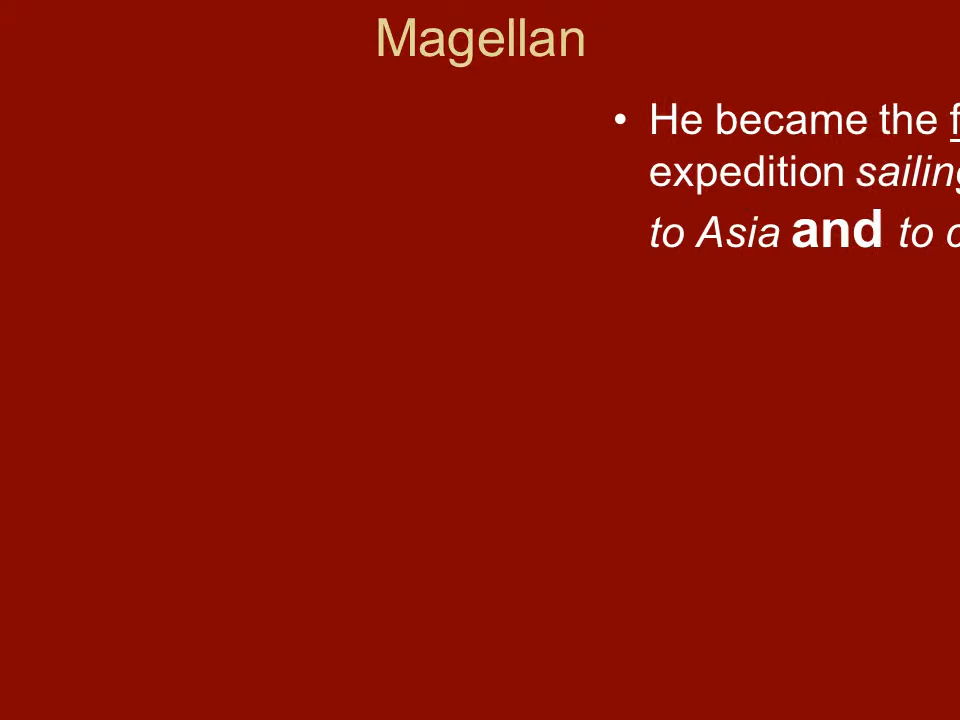 Magellan
• He became the
expedition
to Asia and to